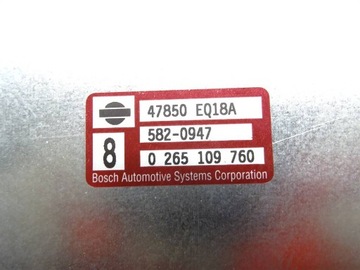 47850 EQ18A
582-0947
8
0 265 109 760
Bosch Automotive Systems Corporation